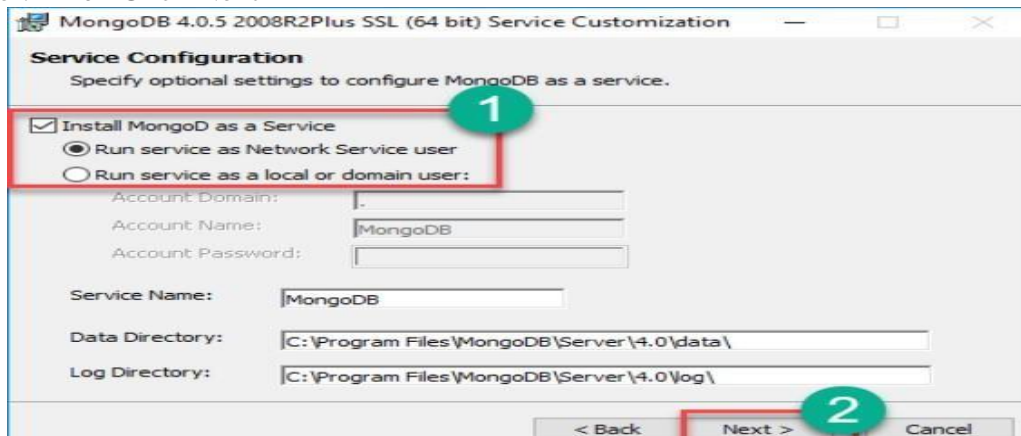 MongoDB 4.0.5 2008R2Plus SSL (64 bit) Service Customization
Service Configuration
Specify optional settings to configure MongoDB as a service.
1
Install MongoD as a Service
Run service as Network Service user
Run service as a local or domain user:
Account Domain: .
Account Name: MongoDB
Account Password:
Service Name: MongoDB
Data Directory: C:\Program Files\MongoDB\Server\4.0\data\
Log Directory: C:\Program Files\MongoDB\Server\4.0\log\
2
< Back Next > Cancel